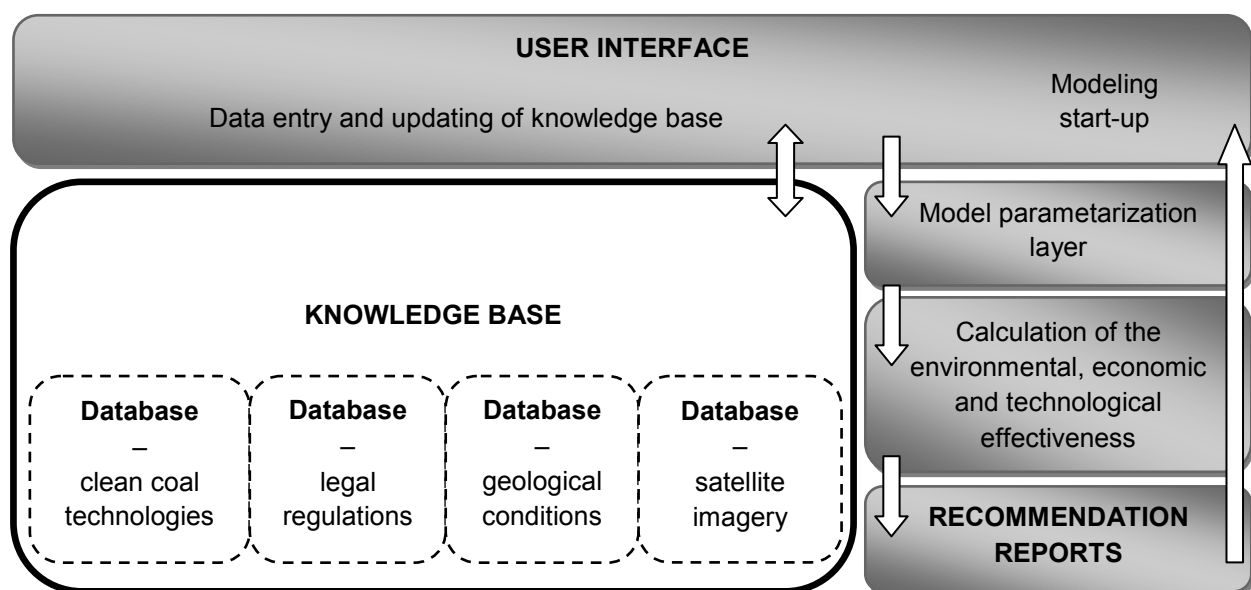 USER INTERFACE
Data entry and updating of knowledge base
Modeling
start-up
KNOWLEDGE BASE
Database
–
clean coal
technologies
Database
–
legal
regulations
Database
–
geological
conditions
Database
–
satellite
imagery
Model parametarization
layer
Calculation of the
environmental, economic
and technological
effectiveness
RECOMMENDATION
REPORTS